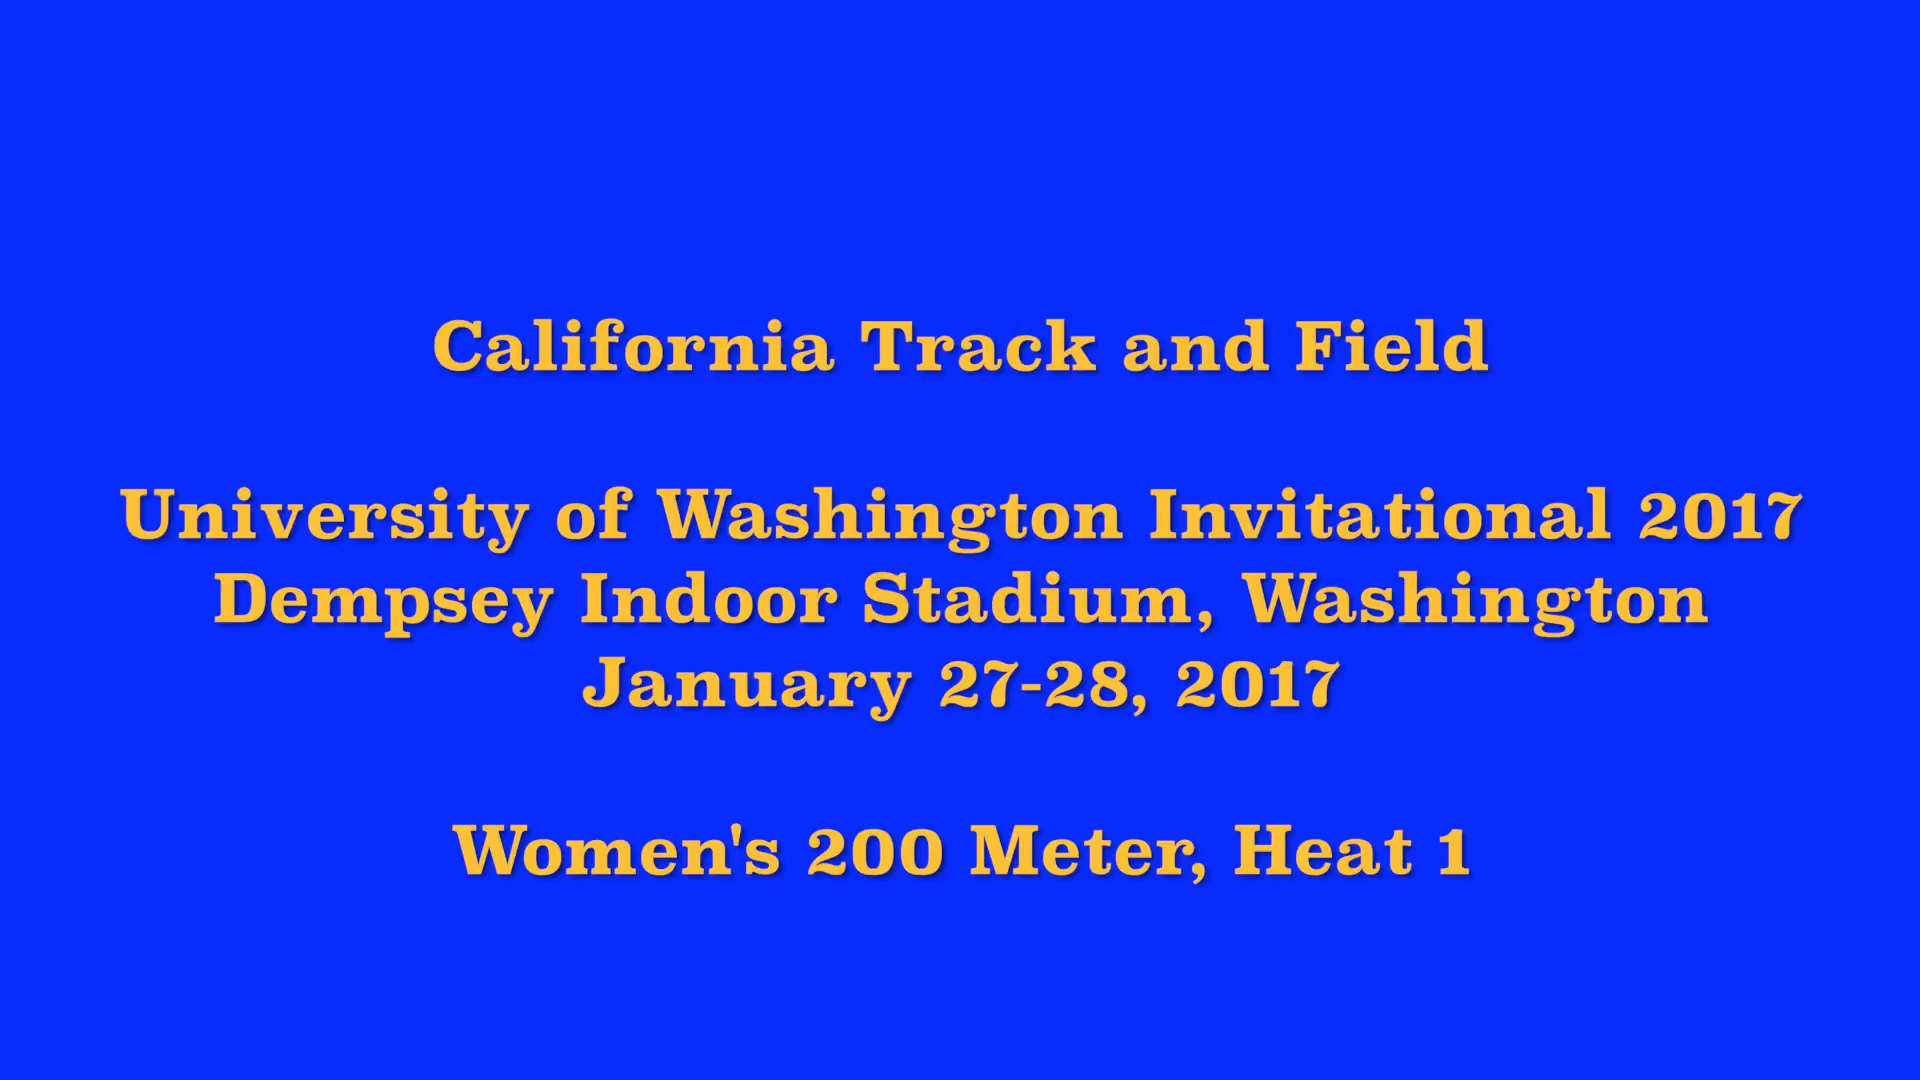 California Track and Field
University of Washington Invitational 2017
Dempsey Indoor Stadium, Washington
January 27-28, 2017
Women's 200 Meter, Heat 1